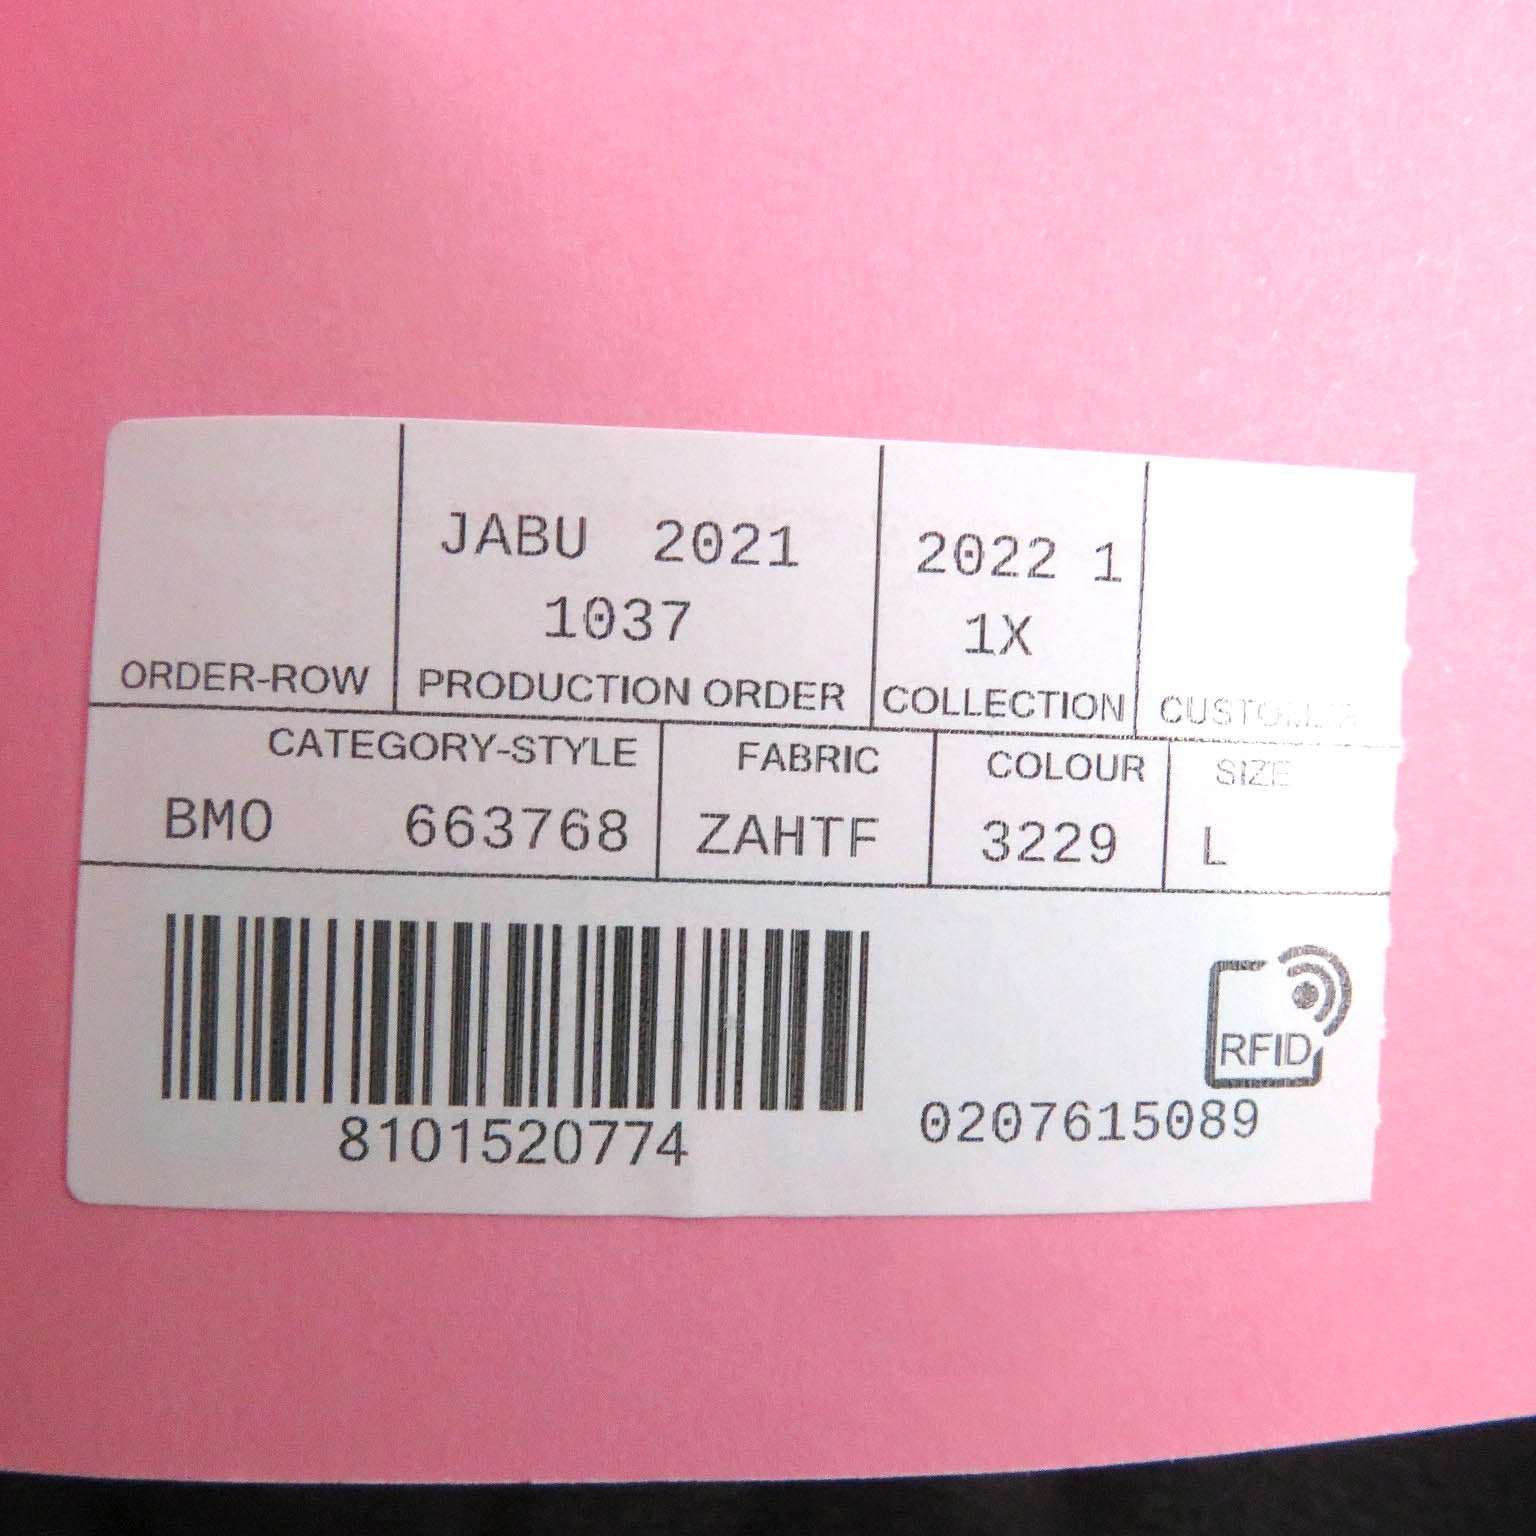 JABU 2021
1037
2022 1
1X
ORDER-ROW
PRODUCTION ORDER
COLLECTION
CUSTOMER
CATEGORY-STYLE
FABRIC
COLOUR
SIZE
BMO 663768
ZAHTF
3229
L
RFID
8101520774
0207615089